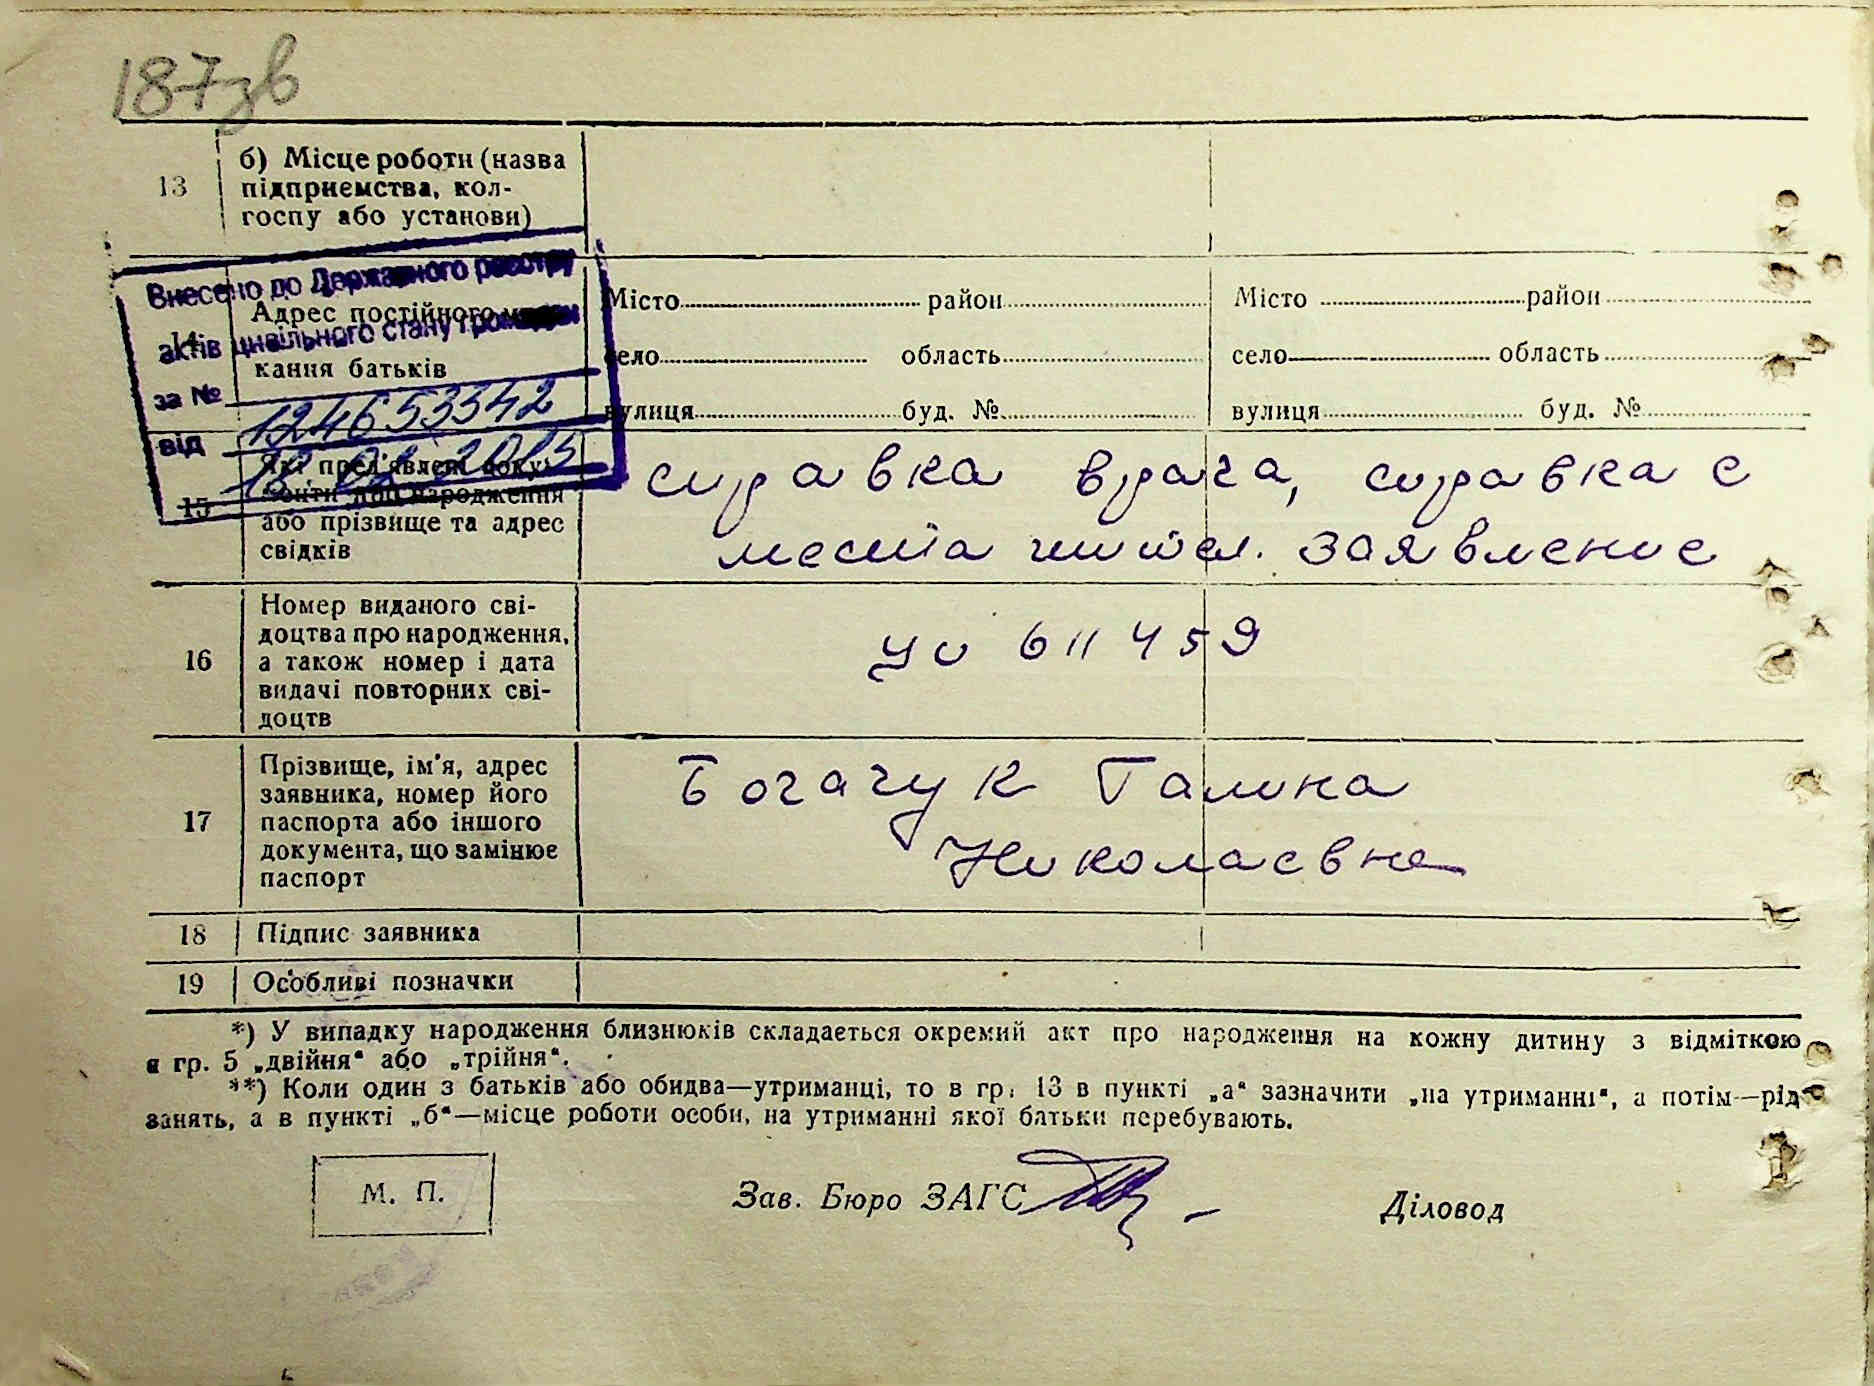 187зв
13
б) Місце роботи (назва
підприємства, кол-
госпу або установи)
Внесено до Державного реєстру
актів цивільного стану громадян
за № 124653542
від
14
Адрес постійного
кання батьків
Місто район
село область
вулиця буд. №
Місто район
село область
вулиця буд. №
15
Які пред'явлені доку-
менти про народження
або прізвище та адрес
свідків
справка врача, справка с
места жител. заявление
16
Номер виданого сві-
доцтва про народження,
а також номер і дата
видачі повторних сві-
доцтв
611459
17
Прізвище, ім'я, адрес
заявника, номер його
паспорта або іншого
документа, що замінює
паспорт
Богачук Галина
Николаевна
18
Підпис заявника
19
Особливі позначки
*) У випадку народження близнюків складається окремий акт про народження на кожну дитину з відміткою
в гр. 5 „двійня“ або „трійня“.
**) Коли один з батьків або обидва—утриманці, то в гр. 13 в пункті „а“ зазначити „на утриманні“, а потім—рід
занять, а в пункті „б“—місце роботи особи, на утриманні якої батьки перебувають.
М. П.
Зав. Бюро ЗАГС
Діловод